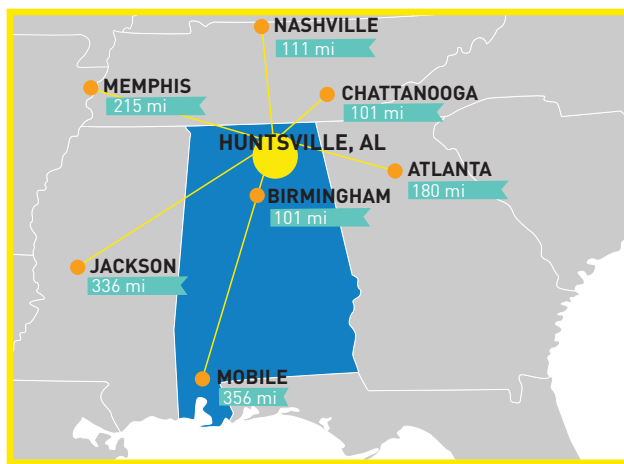 NASHVILLE
111 mi
MEMPHIS
215 mi
CHATTANOOGA
101 mi
HUNTSVILLE, AL
ATLANTA
180 mi
BIRMINGHAM
101 mi
JACKSON
336 mi
MOBILE
356 mi